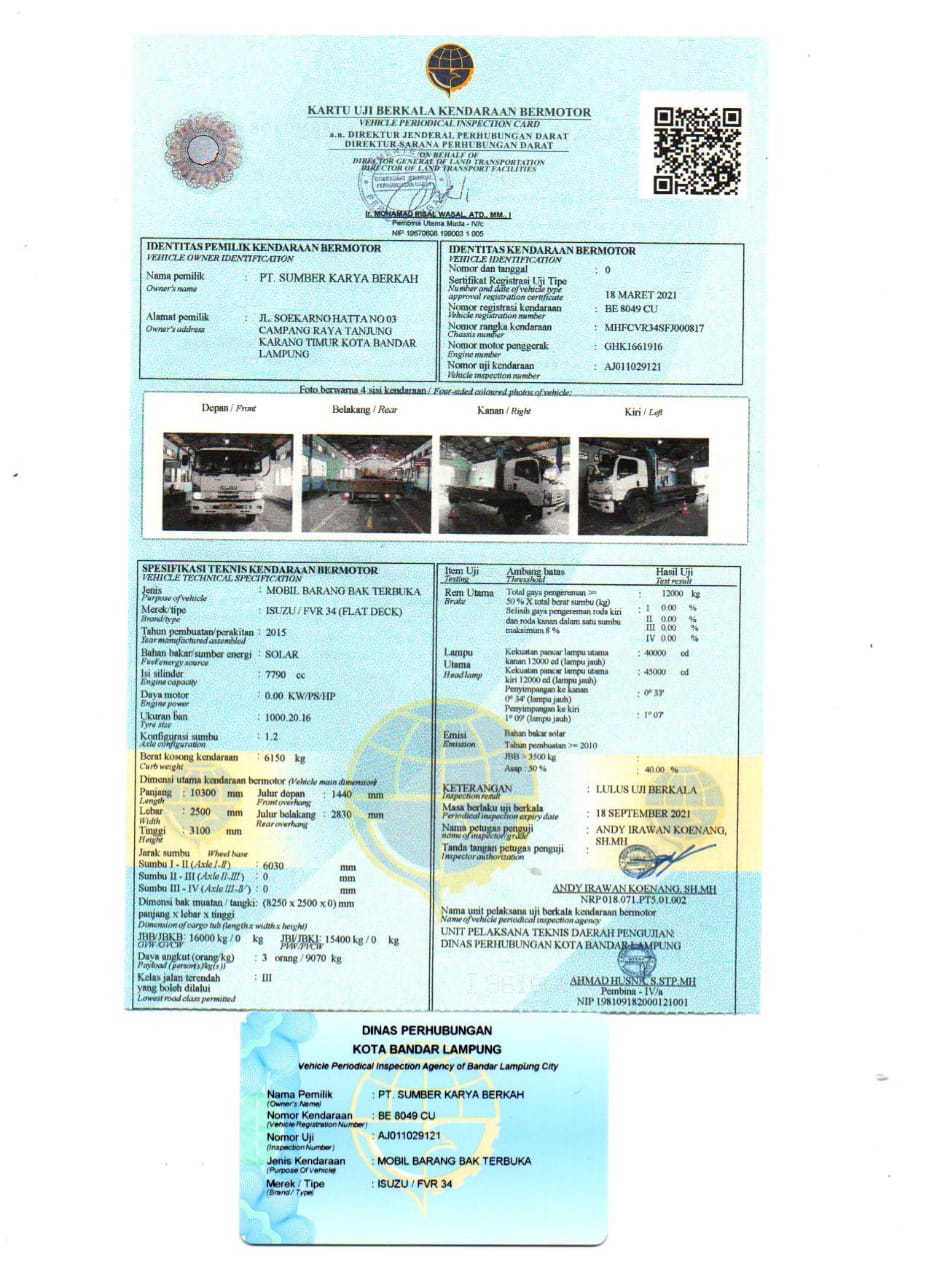 KARTU UJI BERKALA KENDARAAN BERMOTOR
VEHICLE PERIODICAL INSPECTION CARD
a.n. DIREKTUR JENDERAL PERHUBUNGAN DARAT
DIREKTUR SARANA PERHUBUNGAN DARAT
ON BEHALF OF
DIRECTOR GENERAL OF LAND TRANSPORTATION
DIRECTOR OF LAND TRANSPORT FACILITIES
Ir. MOHAMAD RISAL WASAL, ATD., MM., I
Pembina Utama Muda - IV/c
NIP 19670606 199003 1 005
IDENTITAS PEMILIK KENDARAAN BERMOTOR
VEHICLE OWNER IDENTIFICATION
Nama pemilik : PT. SUMBER KARYA BERKAH
Owner's name
Alamat pemilik : JL. SOEKARNO HATTA NO 03
Owner's address
CAMPANG RAYA TANJUNG
KARANG TIMUR KOTA BANDAR
LAMPUNG
IDENTITAS KENDARAAN BERMOTOR
VEHICLE IDENTIFICATION
Nomor dan tanggal : 0
Sertifikat Registrasi Uji Tipe
Number and date of vehicle type
approval registration certificate 18 MARET 2021
Nomor registrasi kendaraan : BE 8049 CU
Vehicle registration number
Nomor rangka kendaraan : MHFCVR34SFJ000817
Chassis number
Nomor motor penggerak : GHK1661916
Engine number
Nomor uji kendaraan : AJ011029121
Vehicle inspection number
Foto berwarna 4 sisi kendaraan / Four-sided coloured photos of vehicle:
Depan / Front Belakang / Rear Kanan / Right Kiri / Left
SPESIFIKASI TEKNIS KENDARAAN BERMOTOR
VEHICLE TECHNICAL SPECIFICATION
Jenis : MOBIL BARANG BAK TERBUKA
Purpose of vehicle
Merek/tipe : ISUZU / FVR 34 (FLAT DECK)
Brand/type
Tahun pembuatan/perakitan : 2015
Year manufactured assembled
Bahan bakar/sumber energi : SOLAR
Fuel/energy source
Isi silinder : 7790 cc
Engine capacity
Daya motor : 0.00 KW/PS/HP
Engine power
Ukuran ban : 1000.20.16
Tyre size
Konfigurasi sumbu : 1.2
Axle configuration
Berat kosong kendaraan : 6150 kg
Curb weight
Dimensi utama kendaraan bermotor (Vehicle main dimension)
Panjang : 10300 mm Julur depan : 1440 mm
Length Front overhang
Lebar : 2500 mm Julur belakang : 2830 mm
Width Rear overhang
Tinggi : 3100 mm
Height
Jarak sumbu Wheel base
Sumbu I - II (Axle I-II) : 6030 mm
Sumbu II - III (Axle II-III) : 0 mm
Sumbu III - IV (Axle III-IV) : 0 mm
Dimensi bak muatan / tangki: (8250 x 2500 x 0) mm
panjang x lebar x tinggi
Dimension of cargo tub (length x width x height)
JBB/JBKB: 16000 kg / 0 kg JBI/JBKI: 15400 kg / 0 kg
GVW/GVCW PVW/PVCW
Daya angkut (orang/kg) : 3 orang / 9070 kg
Payload (person(s)/kg(s))
Kelas jalan terendah : III
yang boleh dilalui
Lowest road class permitted
Item Uji Ambang batas Hasil Uji
Testing Threshold Test result
Rem Utama Total gaya pengereman >= : 12000 kg
Brake 50 % X total berat sumbu (kg)
Selisih gaya pengereman roda kiri : I 0.00 %
dan roda kanan dalam satu sumbu II 0.00 %
maksimum 8 % III 0.00 %
IV 0.00 %
Lampu Kekuatan pancar lampu utama : 40000 cd
Utama kanan 12000 cd (lampu jauh)
Head lamp Kekuatan pancar lampu utama : 45000 cd
kiri 12000 cd (lampu jauh)
Penyimpangan ke kanan : 0º 33'
0º 34' (lampu jauh)
Penyimpangan ke kiri : 1º 07'
1º 09' (lampu jauh)
Emisi Bahan bakar solar
Emission Tahun pembuatan >= 2010
JBB > 3500 kg :
Asap : 50 % : 40.00 %
KETERANGAN : LULUS UJI BERKALA
Inspection result
Masa berlaku uji berkala : 18 SEPTEMBER 2021
Periodical inspection expiry date
Nama petugas penguji : ANDY IRAWAN KOENANG,
name of inspector/grade SH.MH
Tanda tangan petugas penguji :
Inspector authorization
ANDY IRAWAN KOENANG, SH.MH
NRP 018.071.PT5.01.002
Nama unit pelaksana uji berkala kendaraan bermotor
Name of vehicle periodical inspection agency
UNIT PELAKSANA TEKNIS DAERAH PENGUJIAN:
DINAS PERHUBUNGAN KOTA BANDAR LAMPUNG
AHMAD HUSNA, S.STP.MH
Pembina - IV/a
NIP 198109182000121001
DINAS PERHUBUNGAN
KOTA BANDAR LAMPUNG
Vehicle Periodical Inspection Agency of Bandar Lampung City
Nama Pemilik : PT. SUMBER KARYA BERKAH
(Owner's Name)
Nomor Kendaraan : BE 8049 CU
(Vehicle Registration Number)
Nomor Uji : AJ011029121
(Inspection Number)
Jenis Kendaraan : MOBIL BARANG BAK TERBUKA
(Purpose Of Vehicle)
Merek / Tipe : ISUZU / FVR 34
(Brand / Type)